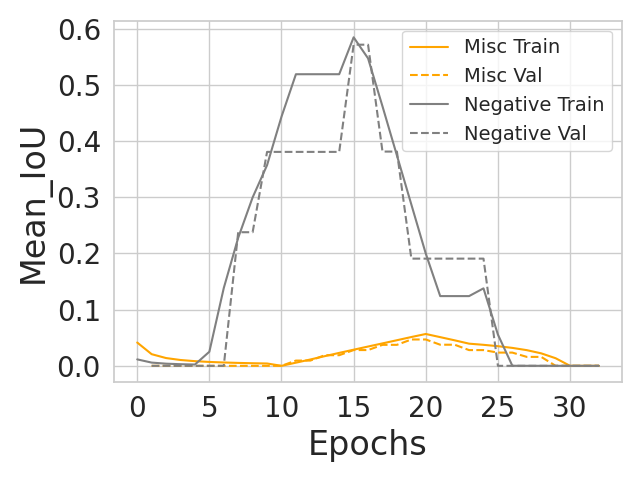 Mean_IoU
0.6
0.5
0.4
0.3
0.2
0.1
0.0
Misc Train
Misc Val
Negative Train
Negative Val
0 5 10 15 20 25 30
Epochs